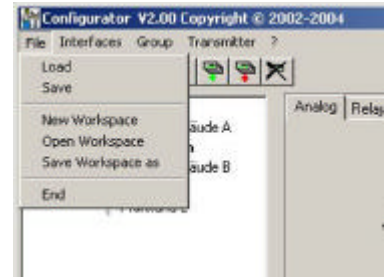 Configurator V2.00 Copyright © 2002-2004
File Interfaces Group Transmitter ?
Load
Save
New Workspace
Open Workspace
Save Workspace as
End
äude A
äude B
Analog Rela